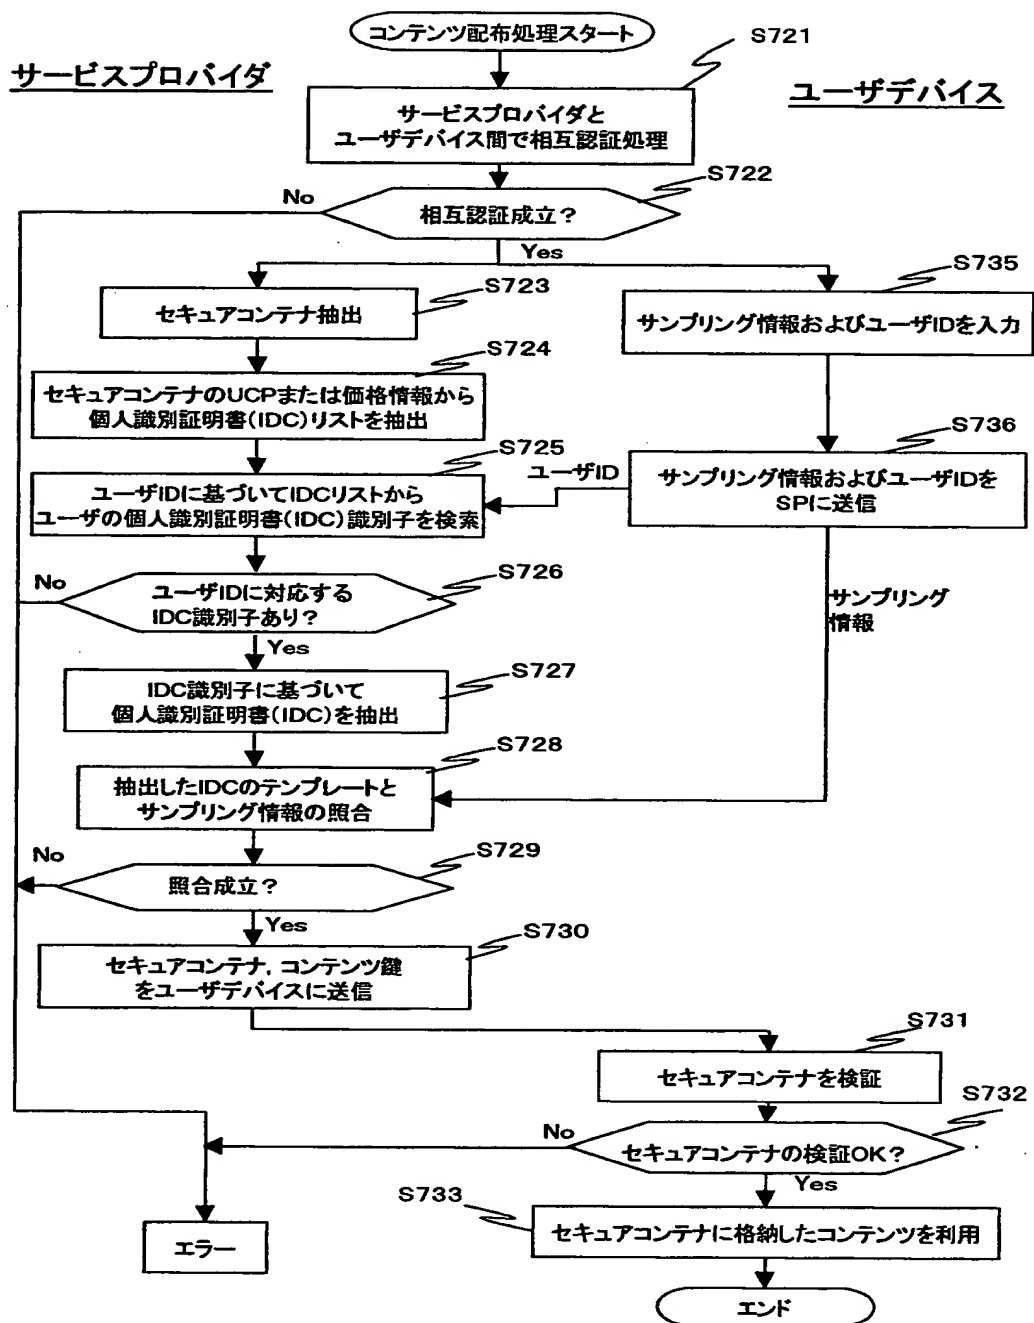 コンテンツ配布処理スタート
S721
サービスプロバイダ
ユーザデバイス
サービスプロバイダと
ユーザデバイス間で相互認証処理
S722
No
相互認証成立？
Yes
S723
S735
セキュアコンテナ抽出
サンプリング情報およびユーザIDを入力
S724
セキュアコンテナのUCPまたは価格情報から
個人識別証明書(IDC)リストを抽出
S736
S725
ユーザID
サンプリング情報およびユーザIDを
SPに送信
ユーザIDに基づいてIDCリストから
ユーザの個人識別証明書(IDC)識別子を検索
S726
No
ユーザIDに対応する
IDC識別子あり？
サンプリング
情報
Yes
S727
IDC識別子に基づいて
個人識別証明書(IDC)を抽出
S728
抽出したIDCのテンプレートと
サンプリング情報の照合
S729
No
照合成立？
Yes
S730
セキュアコンテナ，コンテンツ鍵
をユーザデバイスに送信
S731
セキュアコンテナを検証
S732
No
セキュアコンテナの検証OK？
Yes
S733
セキュアコンテナに格納したコンテンツを利用
エラー
エンド